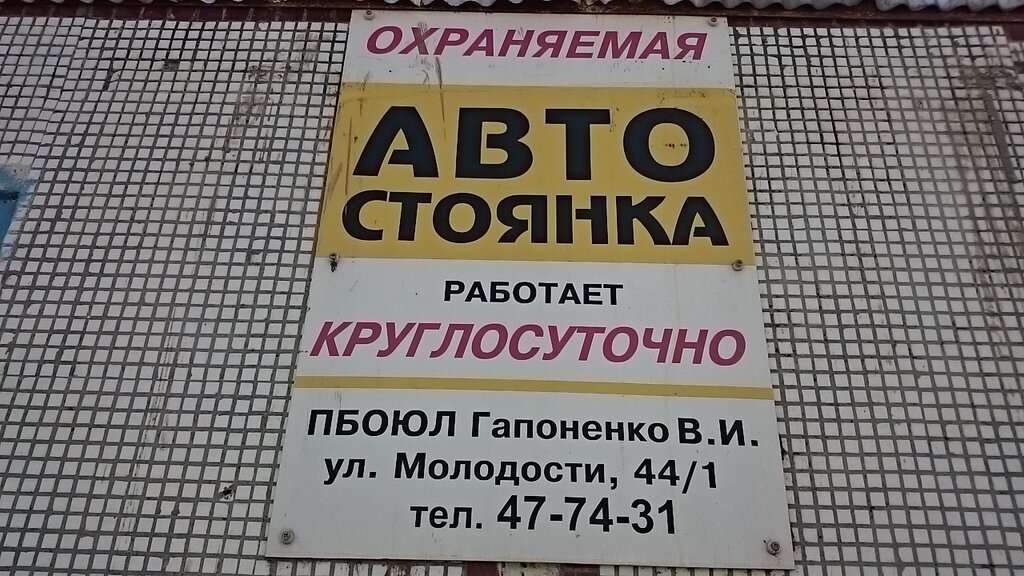 ОХРАНЯЕМАЯ
АВТО
СТОЯНКА
РАБОТАЕТ
КРУГЛОСУТОЧНО
ПБОЮЛ Гапоненко В.И.
ул. Молодости, 44/1
тел. 47-74-31